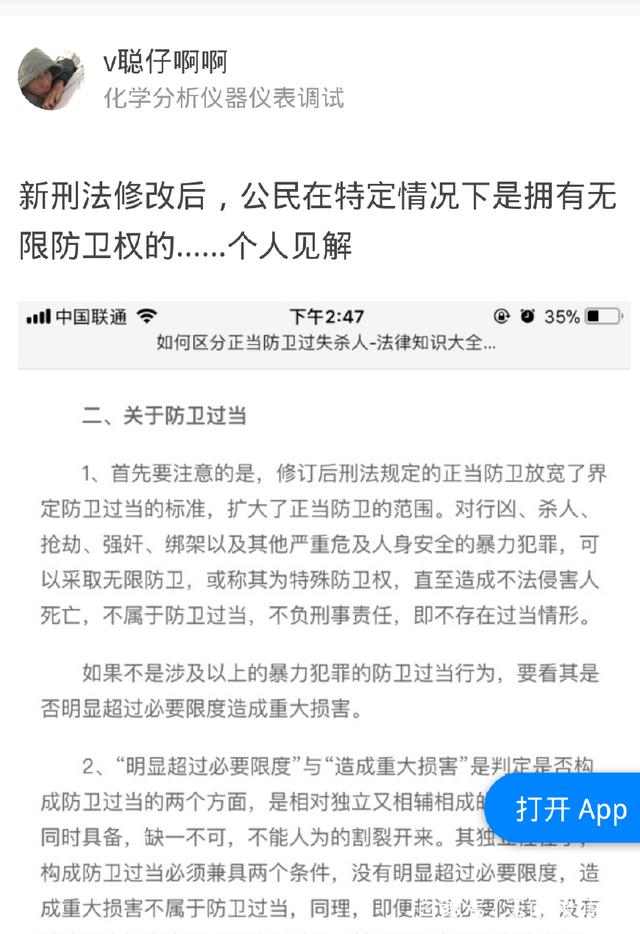 v聪仔啊啊
化学分析仪器仪表调试
新刑法修改后，公民在特定情况下是拥有无
限防卫权的......个人见解
中国联通 下午2:47 35%
如何区分正当防卫过失杀人-法律知识大全...
二、关于防卫过当
1、首先要注意的是，修订后刑法规定的正当防卫放宽了界
定防卫过当的标准，扩大了正当防卫的范围。对行凶、杀人、
抢劫、强奸、绑架以及其他严重危及人身安全的暴力犯罪，可
以采取无限防卫，或称其为特殊防卫权，直至造成不法侵害人
死亡，不属于防卫过当，不负刑事责任，即不存在过当情形。
如果不是涉及以上的暴力犯罪的防卫过当行为，要看其是
否明显超过必要限度造成重大损害。
2、“明显超过必要限度”与“造成重大损害”是判定是否构
成防卫过当的两个方面，是相对独立又相辅相成的
打开 App
同时具备，缺一不可，不能人为的割裂开来。其独立性在于，
构成防卫过当必须兼具两个条件，没有明显超过必要限度，造
成重大损害不属于防卫过当，同理，即便超过必要限度